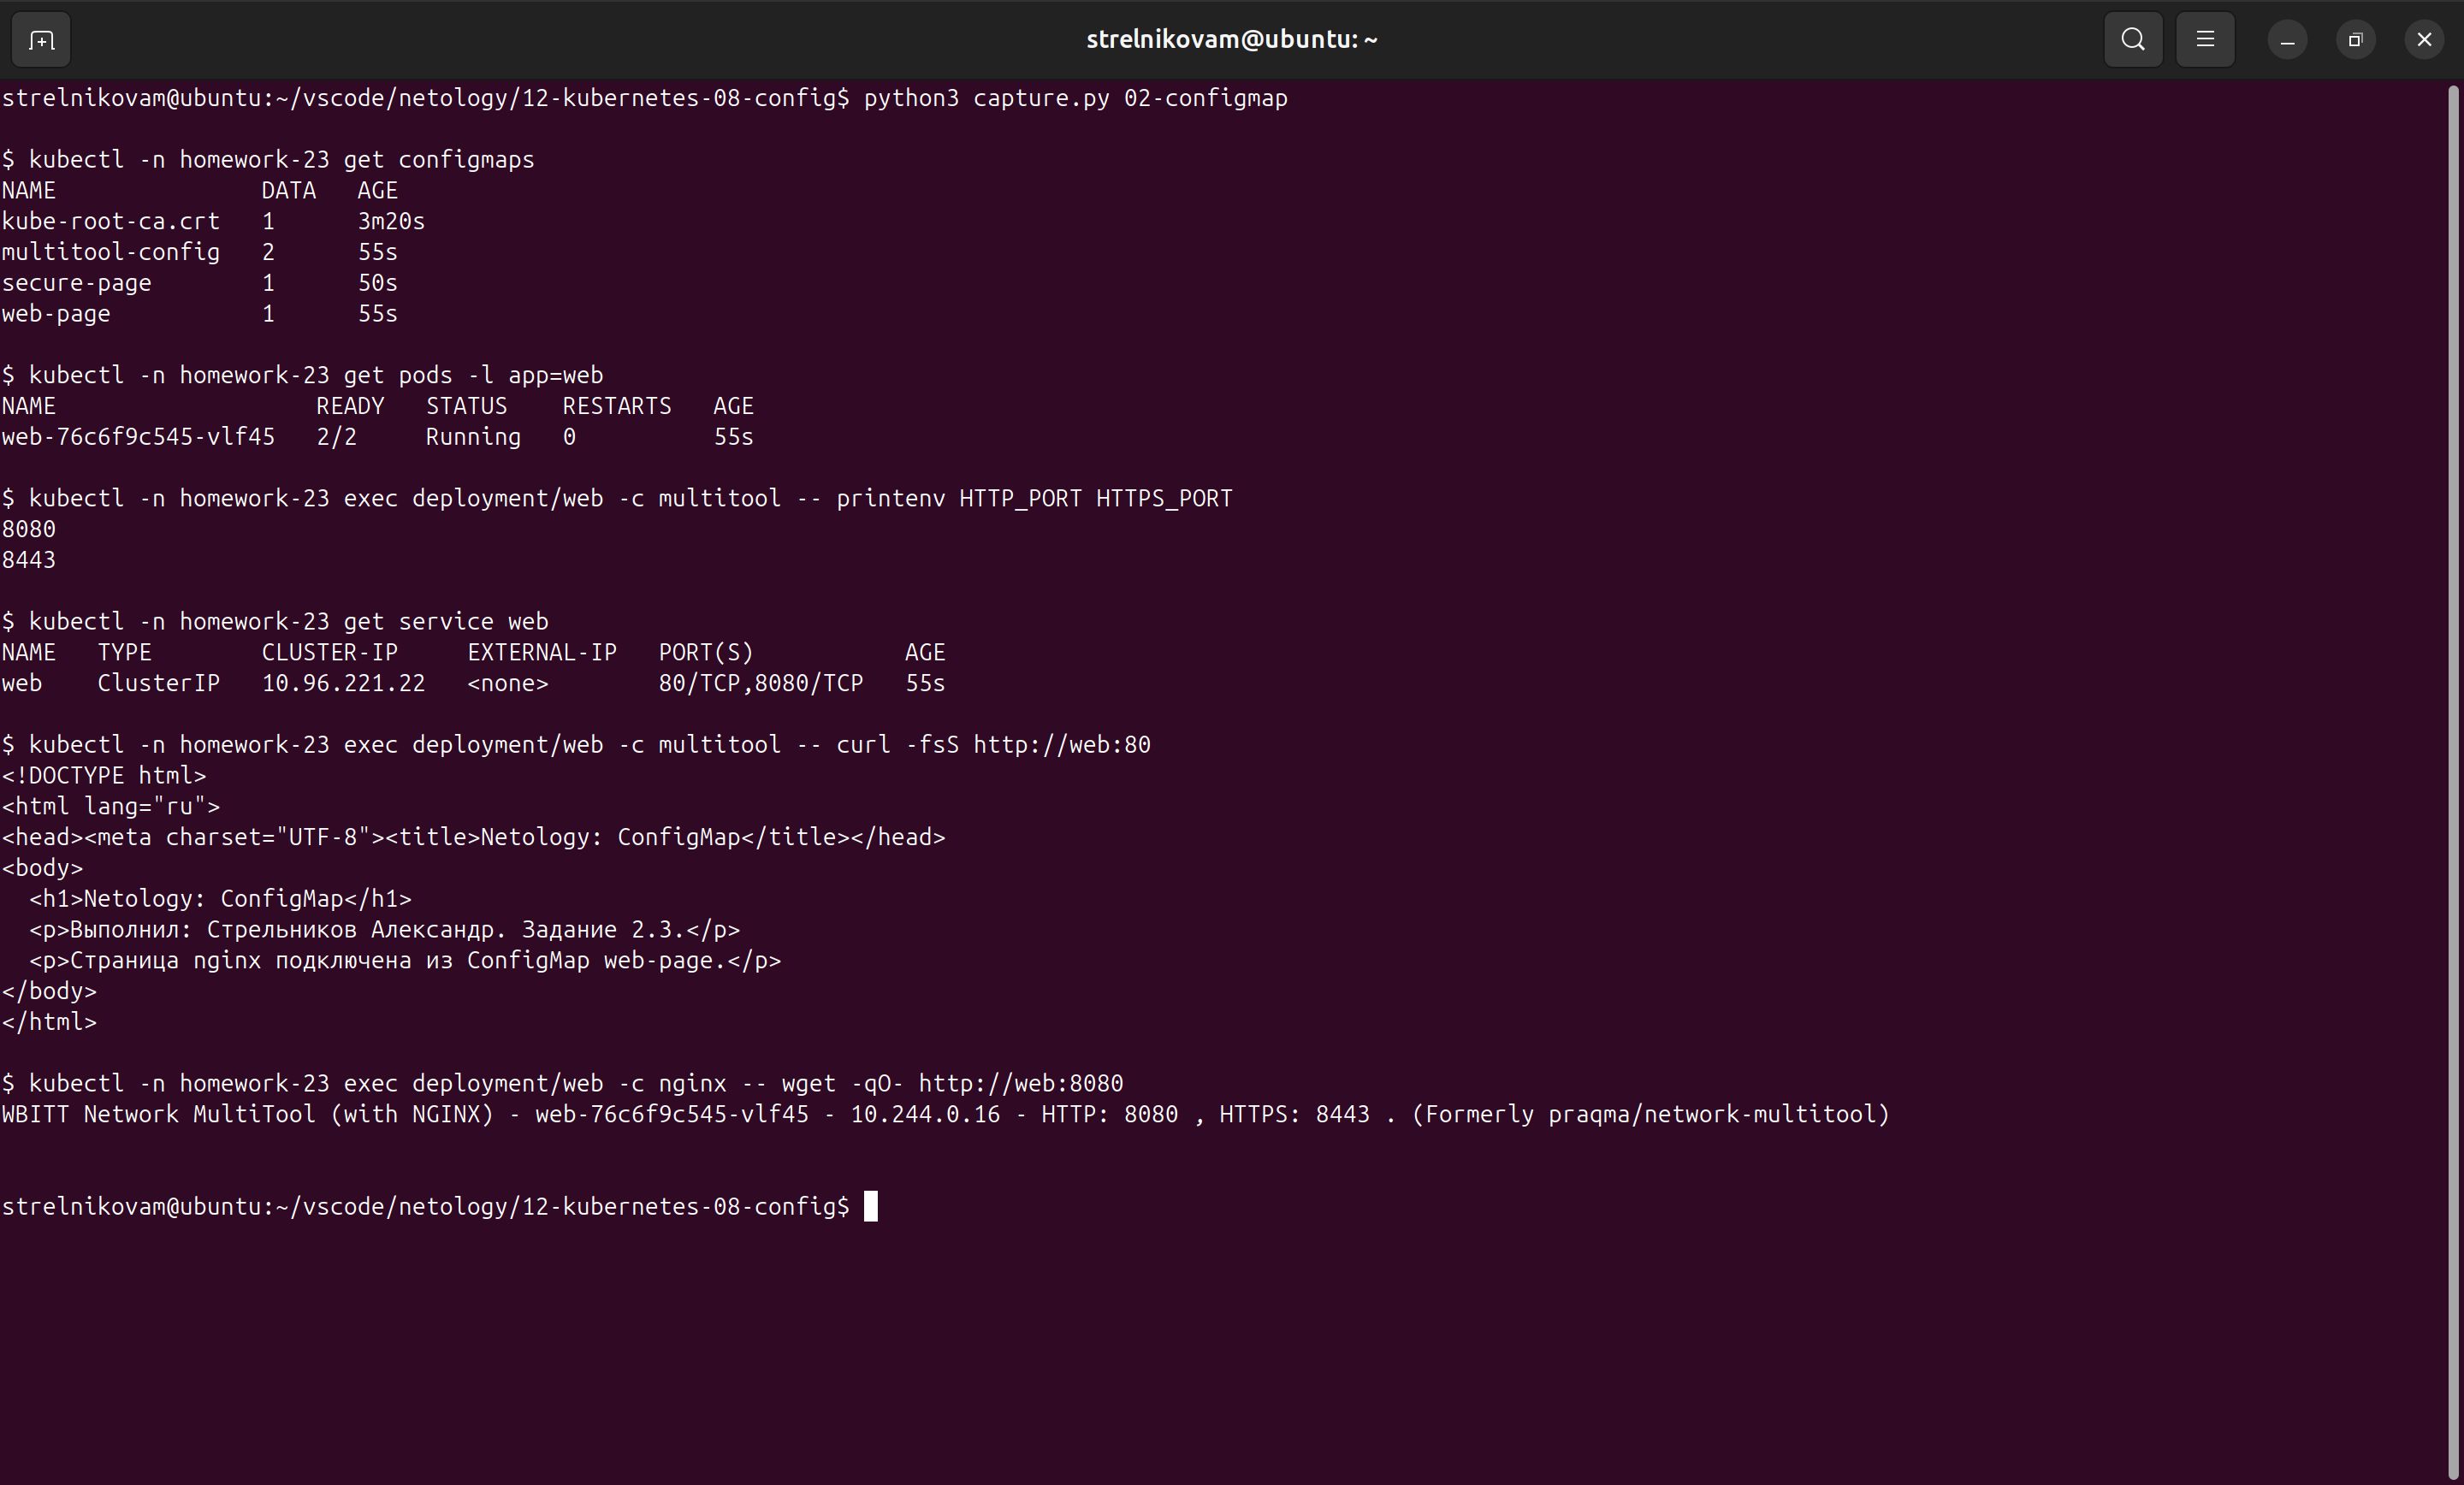 strelnikovam@ubuntu: ~
strelnikovam@ubuntu:~/vscode/netology/12-kubernetes-08-config$ python3 capture.py 02-configmap
$ kubectl -n homework-23 get configmaps
NAME               DATA   AGE
kube-root-ca.crt   1      3m20s
multitool-config   2      55s
secure-page        1      50s
web-page           1      55s
$ kubectl -n homework-23 get pods -l app=web
NAME                   READY   STATUS    RESTARTS   AGE
web-76c6f9c545-vlf45   2/2     Running   0          55s
$ kubectl -n homework-23 exec deployment/web -c multitool -- printenv HTTP_PORT HTTPS_PORT
8080
8443
$ kubectl -n homework-23 get service web
NAME   TYPE        CLUSTER-IP     EXTERNAL-IP   PORT(S)           AGE
web    ClusterIP   10.96.221.22   <none>        80/TCP,8080/TCP   55s
$ kubectl -n homework-23 exec deployment/web -c multitool -- curl -fsS http://web:80
<!DOCTYPE html>
<html lang="ru">
<head><meta charset="UTF-8"><title>Netology: ConfigMap</title></head>
<body>
  <h1>Netology: ConfigMap</h1>
  <p>Выполнил: Стрельников Александр. Задание 2.3.</p>
  <p>Страница nginx подключена из ConfigMap web-page.</p>
</body>
</html>
$ kubectl -n homework-23 exec deployment/web -c nginx -- wget -qO- http://web:8080
WBITT Network MultiTool (with NGINX) - web-76c6f9c545-vlf45 - 10.244.0.16 - HTTP: 8080 , HTTPS: 8443 . (Formerly praqma/network-multitool)
strelnikovam@ubuntu:~/vscode/netology/12-kubernetes-08-config$